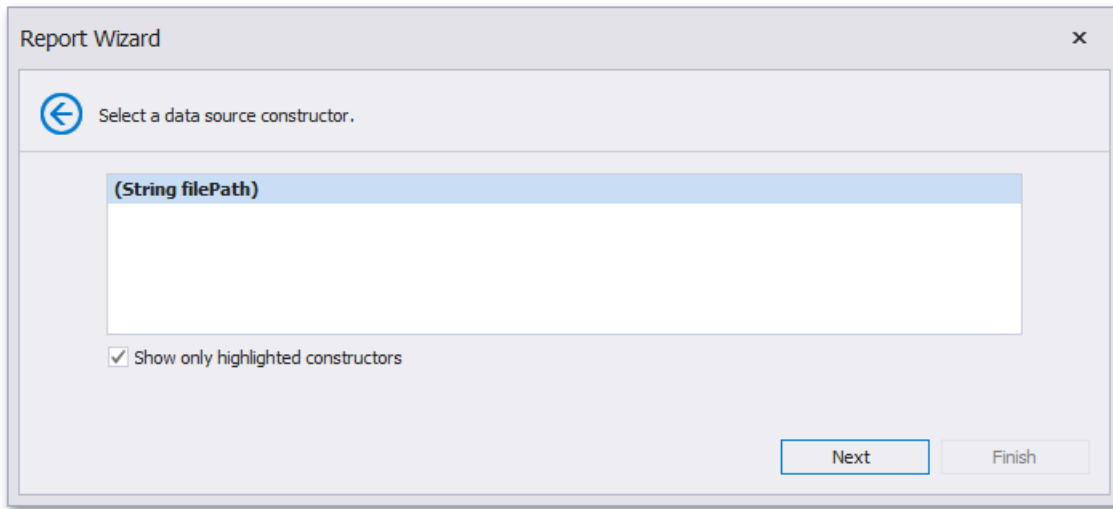 Report Wizard
Select a data source constructor.
(String filePath)
Show only highlighted constructors
Next
Finish